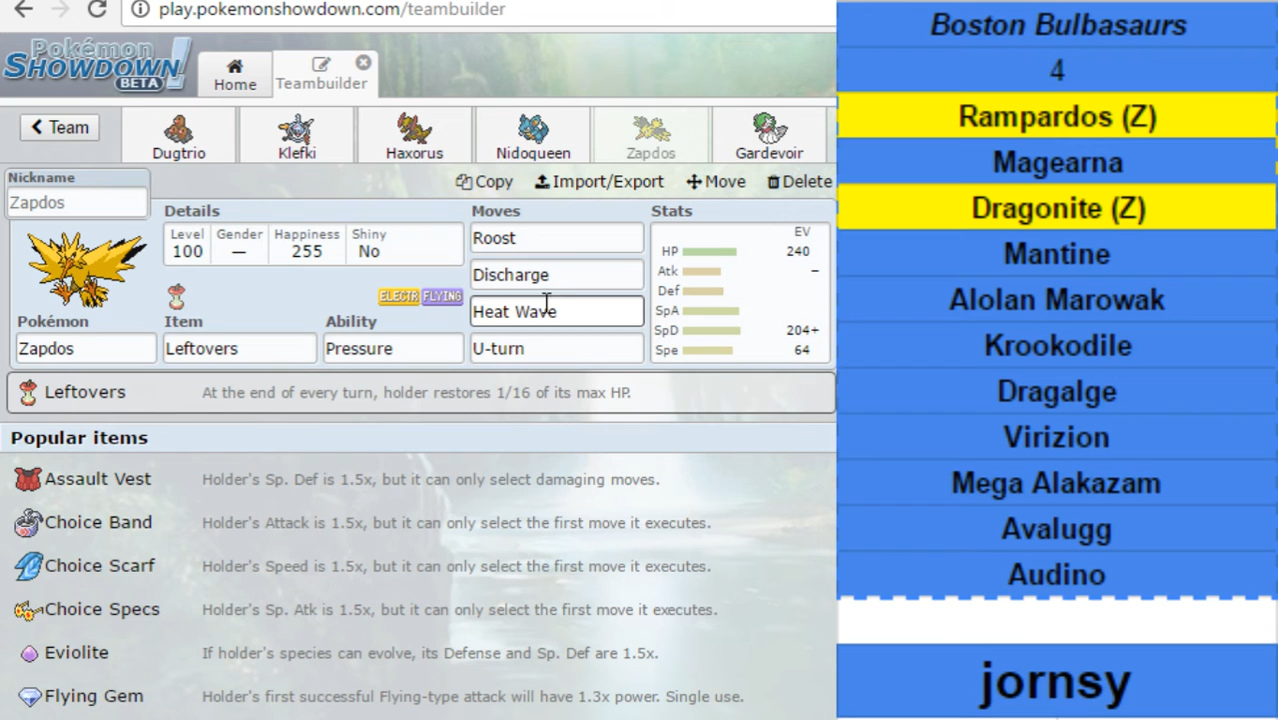 play.pokemonshowdown.com/teambuilder
Pokémon
SHOWDOWN!
BETA
Home
Teambuilder
Team
Dugtrio
Klefki
Haxorus
Nidoqueen
Zapdos
Gardevoir
Nickname
Zapdos
Copy
Import/Export
Move
Delete
Details
Moves
Stats
Level
Gender
Happiness
Shiny
100
—
255
No
ELECTR
FLYING
Pokémon
Item
Ability
Zapdos
Leftovers
Pressure
Roost
Discharge
Heat Wave
U-turn
EV
HP 240
Atk –
Def
SpA
SpD 204+
Spe 64
Leftovers At the end of every turn, holder restores 1/16 of its max HP.
Popular items
Assault Vest Holder's Sp. Def is 1.5x, but it can only select damaging moves.
Choice Band Holder's Attack is 1.5x, but it can only select the first move it executes.
Choice Scarf Holder's Speed is 1.5x, but it can only select the first move it executes.
Choice Specs Holder's Sp. Atk is 1.5x, but it can only select the first move it executes.
Eviolite If holder's species can evolve, its Defense and Sp. Def are 1.5x.
Flying Gem Holder's first successful Flying-type attack will have 1.3x power. Single use.
Boston Bulbasaurs
4
Rampardos (Z)
Magearna
Dragonite (Z)
Mantine
Alolan Marowak
Krookodile
Dragalge
Virizion
Mega Alakazam
Avalugg
Audino
jornsy